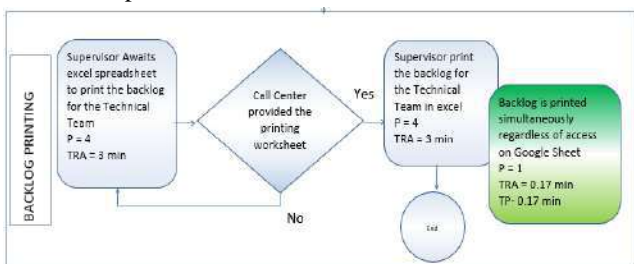 BACKLOG PRINTING
Supervisor Awaits
excel spreadsheet
to print the backlog
for the Technical
Team
P = 4
TRA = 3 min
Call Center
provided the
printing
worksheet
Yes
No
Supervisor print
the backlog for
the Technical
Team in excel
P = 4
TRA = 3 min
End
Backlog is printed
simultaneously
regardless of access
on Google Sheet
P = 1
TRA = 0.17 min
TP- 0.17 min